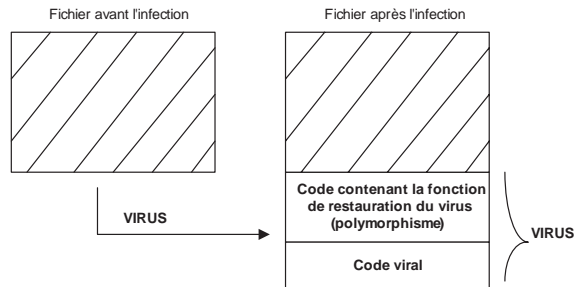 Fichier avant l'infection
Fichier après l'infection
Code contenant la fonction
de restauration du virus
(polymorphisme)
VIRUS
VIRUS
Code viral